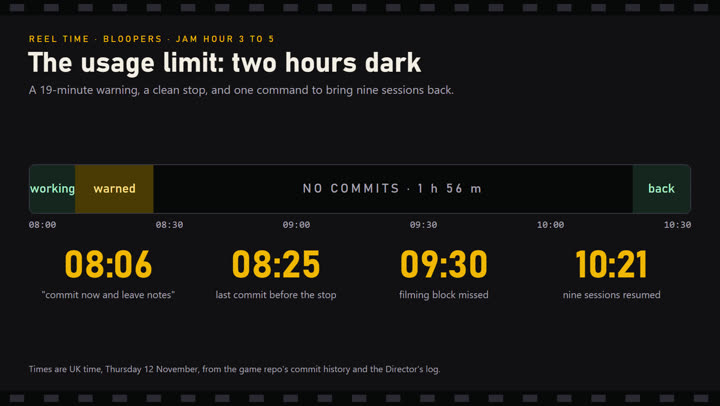 REEL TIME · BLOOPERS · JAM HOUR 3 TO 5
The usage limit: two hours dark
A 19-minute warning, a clean stop, and one command to bring nine sessions back.
working warned NO COMMITS · 1 h 56 m back
08:00 08:30 09:00 09:30 10:00 10:30
08:06 08:25 09:30 10:21
"commit now and leave notes" last commit before the stop filming block missed nine sessions resumed
Times are UK time, Thursday 12 November, from the game repo's commit history and the Director's log.